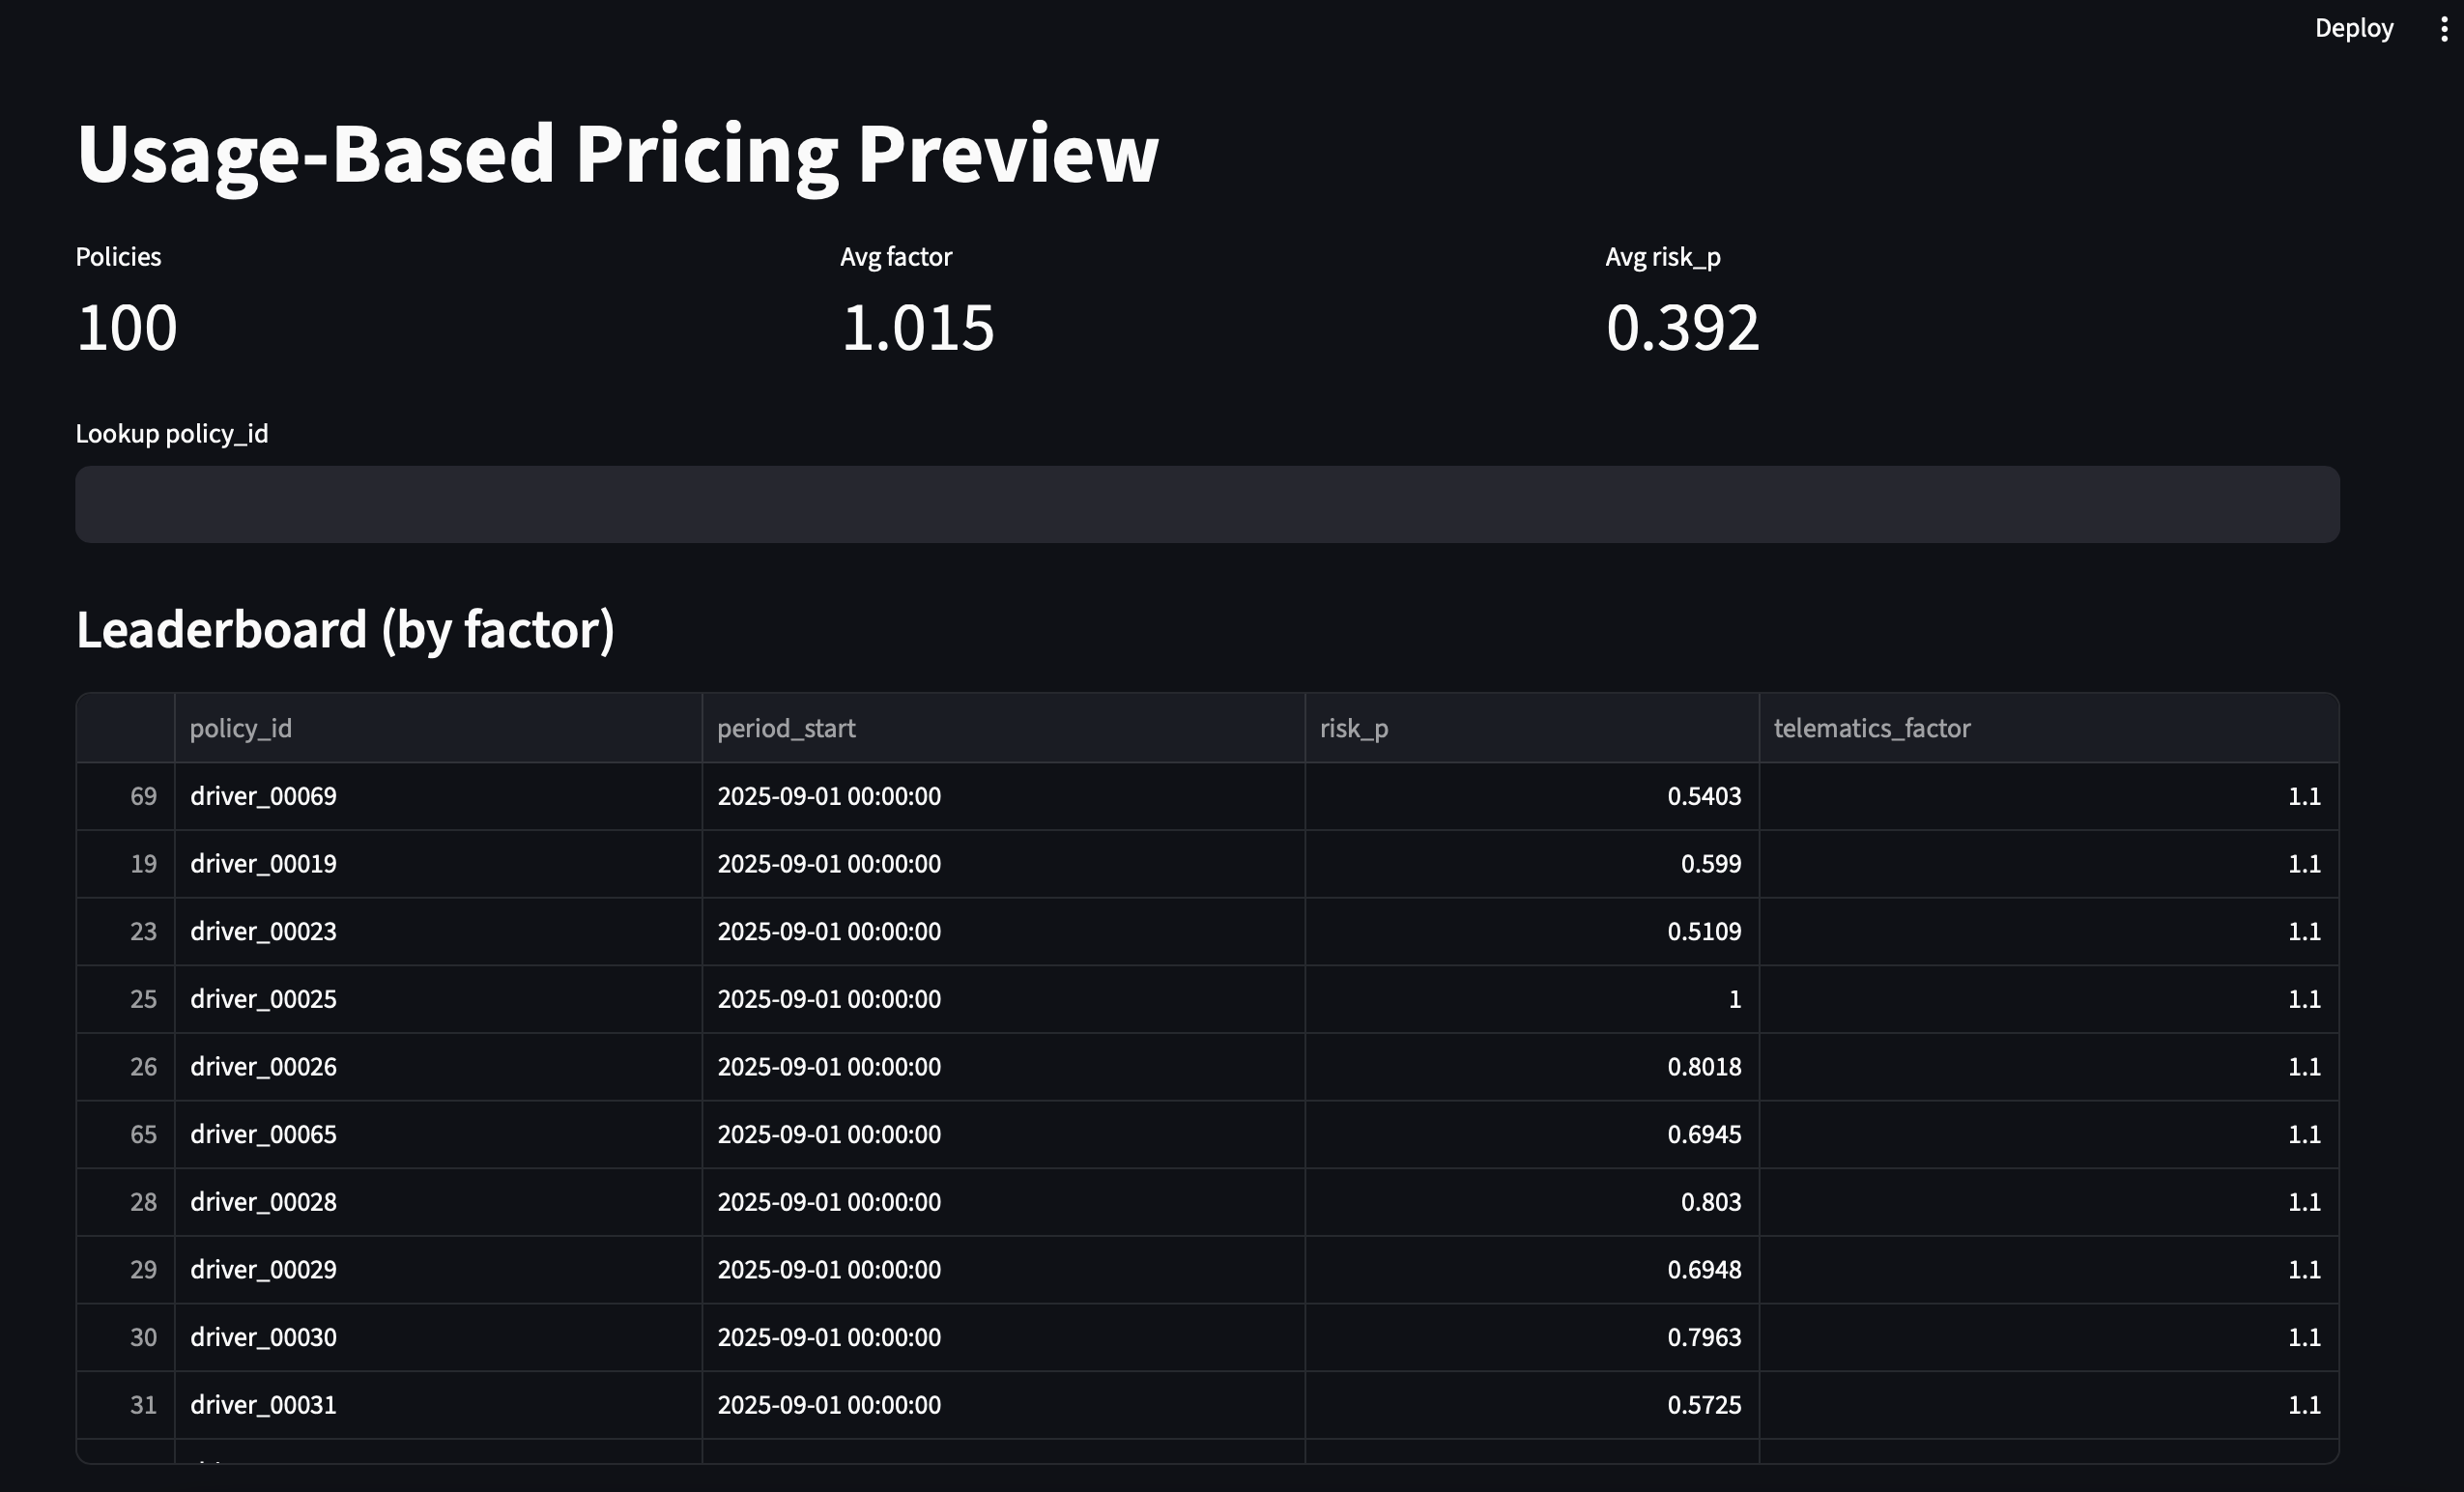 Deploy
Usage-Based Pricing Preview
Policies Avg factor Avg risk_p
100 1.015 0.392
Lookup policy_id
Leaderboard (by factor)
policy_id period_start risk_p telematics_factor
69 driver_00069 2025-09-01 00:00:00 0.5403 1.1
19 driver_00019 2025-09-01 00:00:00 0.599 1.1
23 driver_00023 2025-09-01 00:00:00 0.5109 1.1
25 driver_00025 2025-09-01 00:00:00 1 1.1
26 driver_00026 2025-09-01 00:00:00 0.8018 1.1
65 driver_00065 2025-09-01 00:00:00 0.6945 1.1
28 driver_00028 2025-09-01 00:00:00 0.803 1.1
29 driver_00029 2025-09-01 00:00:00 0.6948 1.1
30 driver_00030 2025-09-01 00:00:00 0.7963 1.1
31 driver_00031 2025-09-01 00:00:00 0.5725 1.1